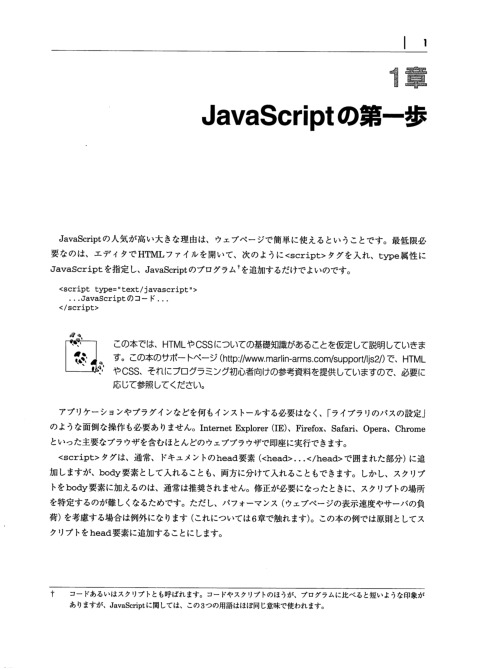 1
1章
JavaScriptの第一歩
JavaScriptの人気が高い大きな理由は、ウェブページで簡単に使えるということです。最低限必
要なのは、エディタでHTMLファイルを開いて、次のように<script>タグを入れ、type属性に
JavaScriptを指定し、JavaScriptのプログラム†を追加するだけでよいのです。
<script type="text/javascript">
...JavaScriptのコード...
</script>
この本では、HTMLやCSSについての基礎知識があることを仮定して説明していきま
す。この本のサポートページ（http://www.marlin-arms.com/support/ljs2/）で、HTML
やCSS、それにプログラミング初心者向けの参考資料を提供していますので、必要に
応じて参照してください。
アプリケーションやプラグインなどを何もインストールする必要はなく、「ライブラリのパスの設定」
のような面倒な操作も必要ありません。Internet Explorer（IE）、Firefox、Safari、Opera、Chrome
といった主要なブラウザを含むほとんどのウェブブラウザで即座に実行できます。
<script>タグは、通常、ドキュメントのhead要素（<head>...</head>で囲まれた部分）に追
加しますが、body要素として入れることも、両方に分けて入れることもできます。しかし、スクリプ
トをbody要素に加えるのは、通常は推奨されません。修正が必要になったときに、スクリプトの場所
を特定するのが難しくなるためです。ただし、パフォーマンス（ウェブページの表示速度やサーバの負
荷）を考慮する場合は例外になります（これについては6章で触れます）。この本の例では原則としてス
クリプトをhead要素に追加することにします。
† コードあるいはスクリプトとも呼ばれます。コードやスクリプトのほうが、プログラムに比べると短いような印象が
ありますが、JavaScriptに関しては、この3つの用語はほぼ同じ意味で使われます。